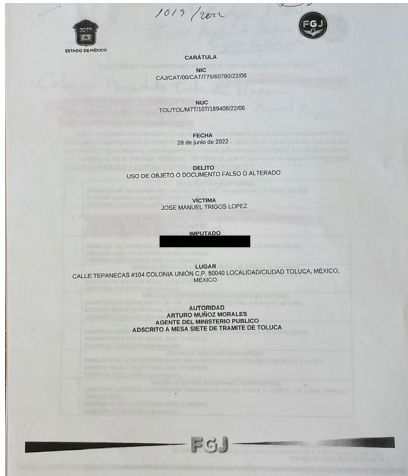 1019/2022
ESTADO DE MÉXICO
FGJ
CARÁTULA
NIC
CAJ/CAT/00/CAT/775/60780/22/06
NUC
TOL/TOL/M7T/107/189408/22/06
FECHA
28 de junio de 2022
DELITO
USO DE OBJETO O DOCUMENTO FALSO O ALTERADO
VÍCTIMA
JOSE MANUEL TRIGOS LOPEZ
IMPUTADO
LUGAR
CALLE TEPANECAS #104 COLONIA UNIÓN C.P. 50040 LOCALIDAD/CIUDAD TOLUCA, MÉXICO,
MÉXICO
AUTORIDAD
ARTURO MUÑOZ MORALES
AGENTE DEL MINISTERIO PUBLICO
ADSCRITO A MESA SIETE DE TRAMITE DE TOLUCA
FGJ